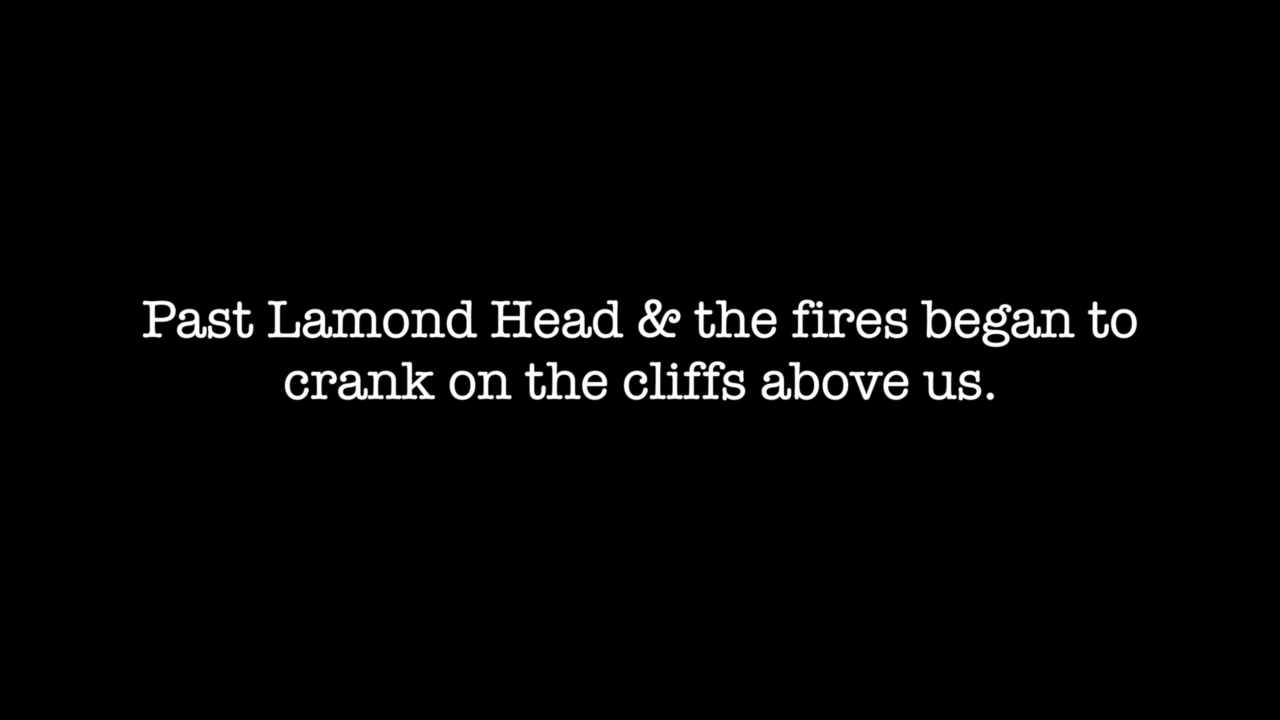 Past Lamond Head & the fires began to
crank on the cliffs above us.